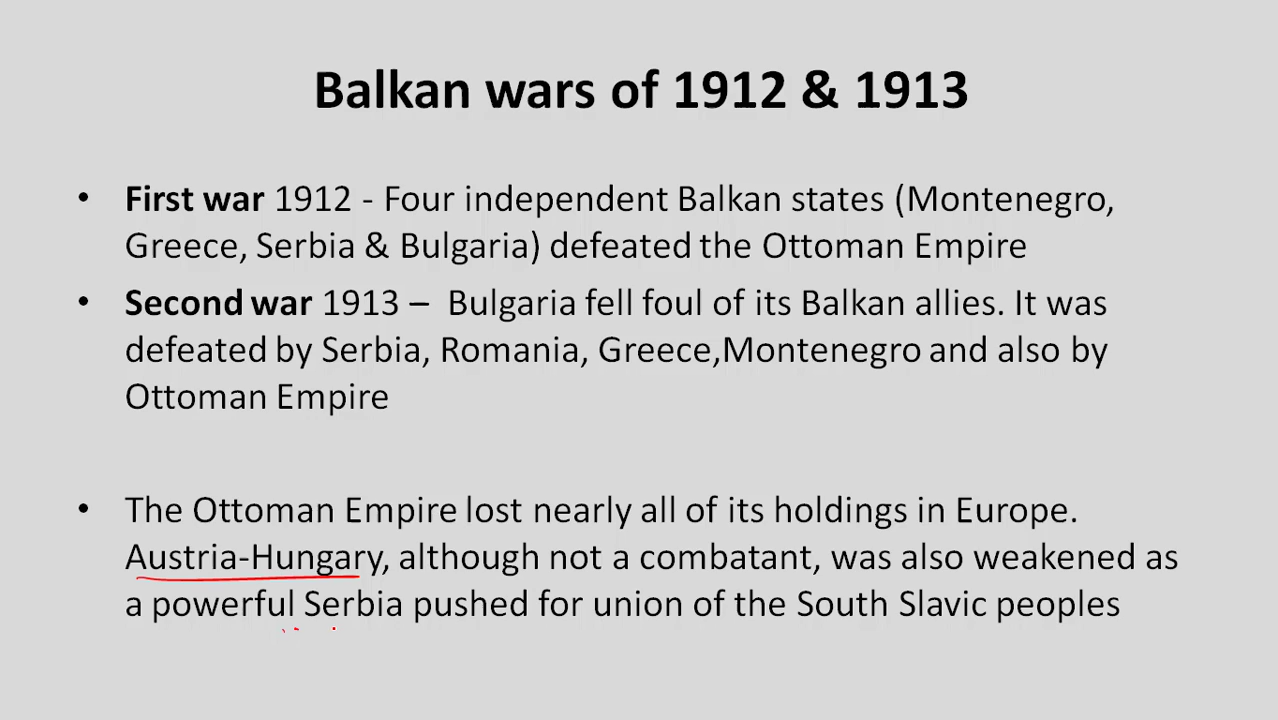 Balkan wars of 1912 & 1913
• First war 1912 - Four independent Balkan states (Montenegro,
Greece, Serbia & Bulgaria) defeated the Ottoman Empire
• Second war 1913 – Bulgaria fell foul of its Balkan allies. It was
defeated by Serbia, Romania, Greece,Montenegro and also by
Ottoman Empire
• The Ottoman Empire lost nearly all of its holdings in Europe.
Austria-Hungary, although not a combatant, was also weakened as
a powerful Serbia pushed for union of the South Slavic peoples